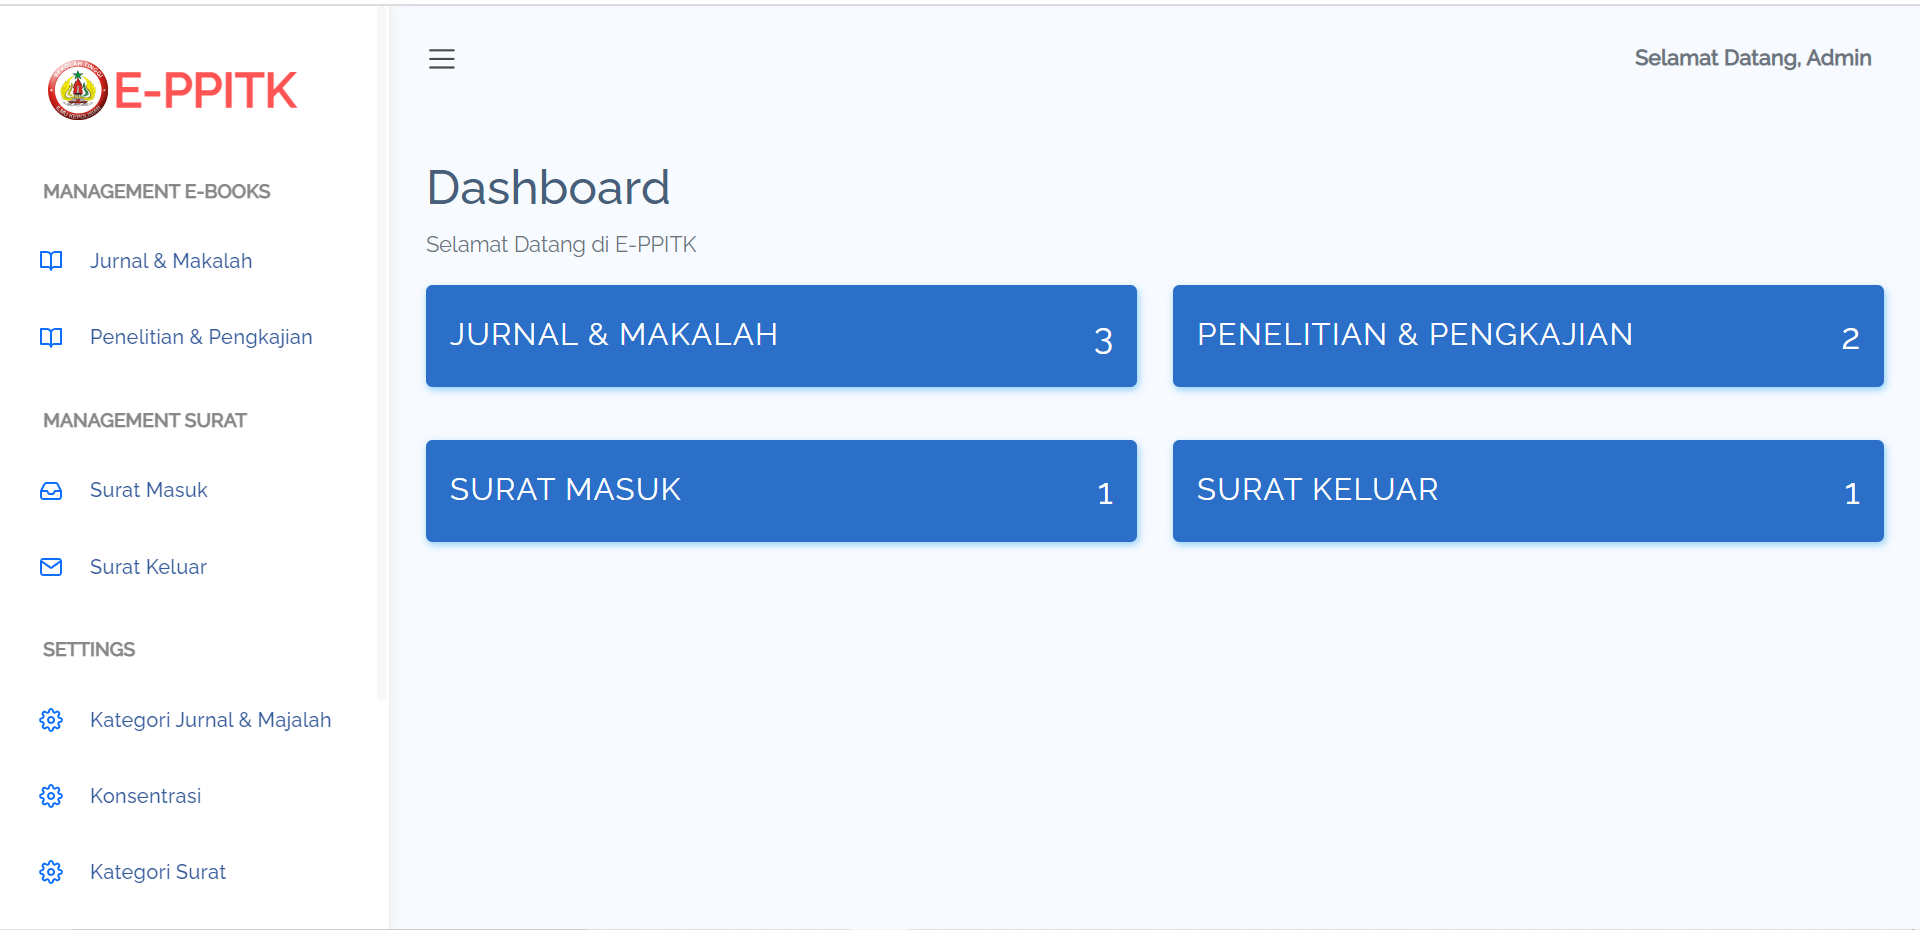 E-PPITK
MANAGEMENT E-BOOKS
Jurnal & Makalah
Penelitian & Pengkajian
MANAGEMENT SURAT
Surat Masuk
Surat Keluar
SETTINGS
Kategori Jurnal & Majalah
Konsentrasi
Kategori Surat
Selamat Datang, Admin
Dashboard
Selamat Datang di E-PPITK
JURNAL & MAKALAH 3
PENELITIAN & PENGKAJIAN 2
SURAT MASUK 1
SURAT KELUAR 1